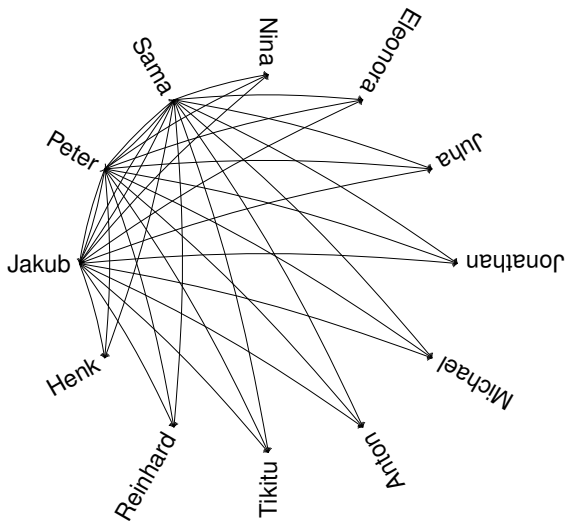 Nina
Eleonora
Sama
Juha
Peter
Jakub
Jonathan
Henk
Michael
Reinhard
Tikitu
Anton